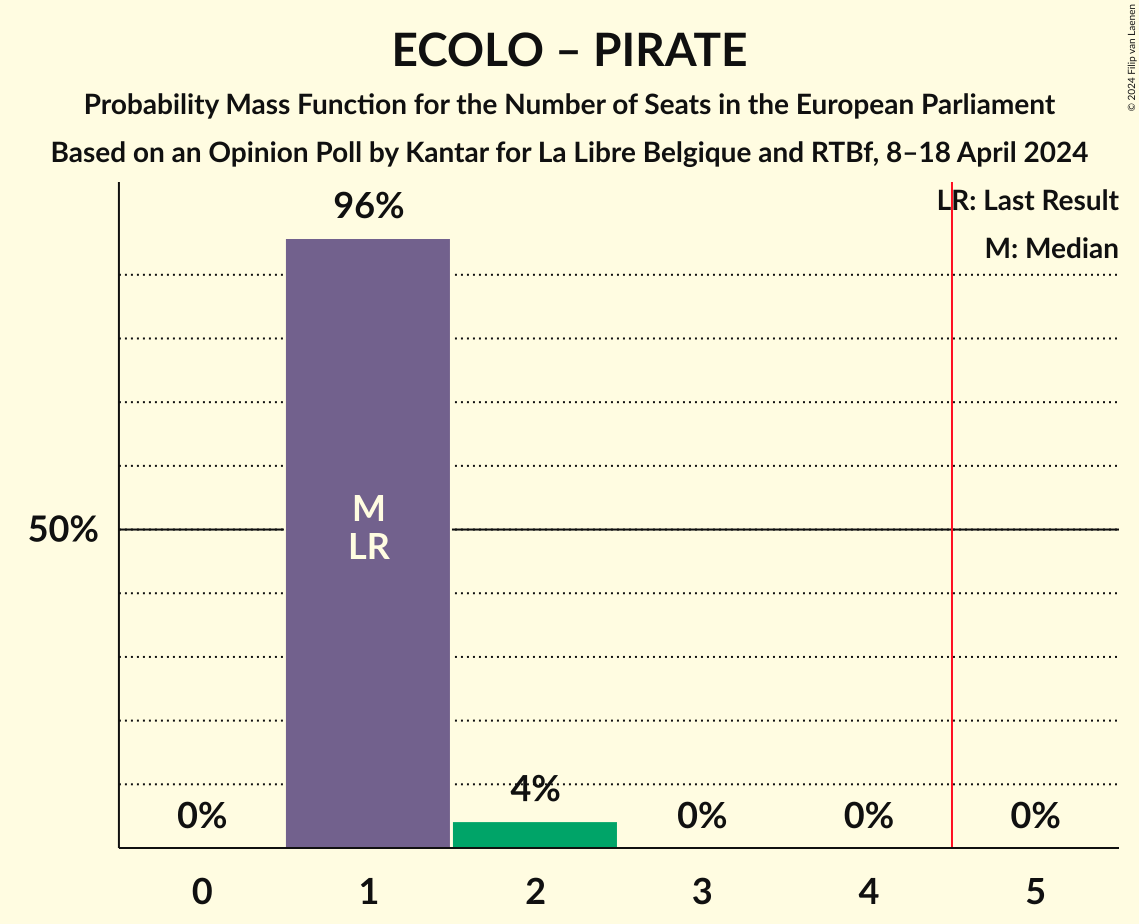 ECOLO – PIRATE
Probability Mass Function for the Number of Seats in the European Parliament
Based on an Opinion Poll by Kantar for La Libre Belgique and RTBf, 8–18 April 2024
© 2024 Filip van Laenen
LR: Last Result
M: Median
96%
50%
M
LR
0%
4%
0%
0%
0%
0
1
2
3
4
5